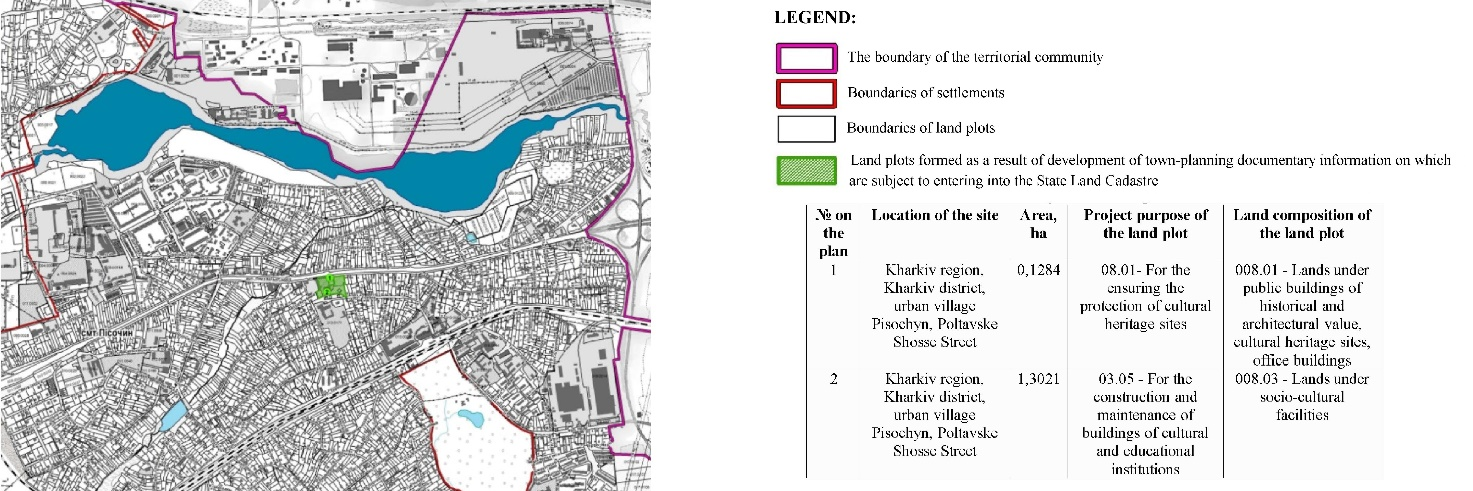 LEGEND:
The boundary of the territorial community
Boundaries of settlements
Boundaries of land plots
Land plots formed as a result of development of town-planning documentary information on which
are subject to entering into the State Land Cadastre
№ on the plan
Location of the site
Area, ha
Project purpose of the land plot
Land composition of the land plot
1
Kharkiv region,
Kharkiv district,
urban village
Pisochyn, Poltavske
Shosse Street
0,1284
08.01- For the
ensuring the
protection of cultural
heritage sites
008.01 - Lands under
public buildings of
historical and
architectural value,
cultural heritage sites,
office buildings
2
Kharkiv region,
Kharkiv district,
urban village
Pisochyn, Poltavske
Shosse Street
1,3021
03.05 - For the
construction and
maintenance of
buildings of cultural
and educational
institutions
008.03 - Lands under
socio-cultural
facilities
смт Пісочин